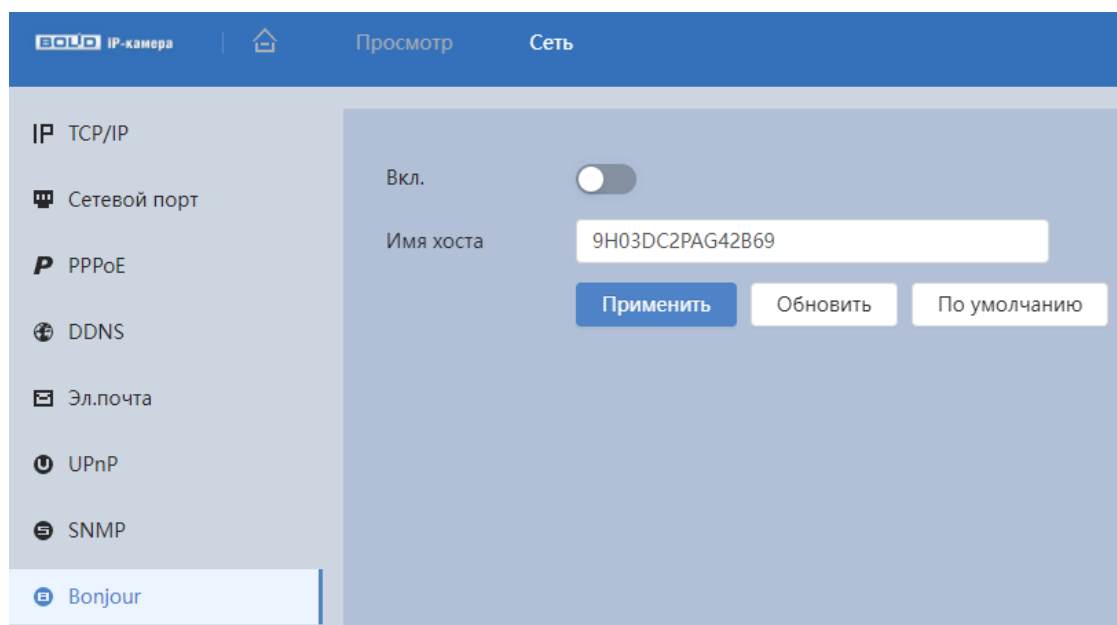 BOLID IP-камера Просмотр Сеть
TCP/IP
Сетевой порт
PPPoE
DDNS
Эл.почта
UPnP
SNMP
Bonjour
Вкл.
Имя хоста 9H03DC2PAG42B69
Применить Обновить По умолчанию